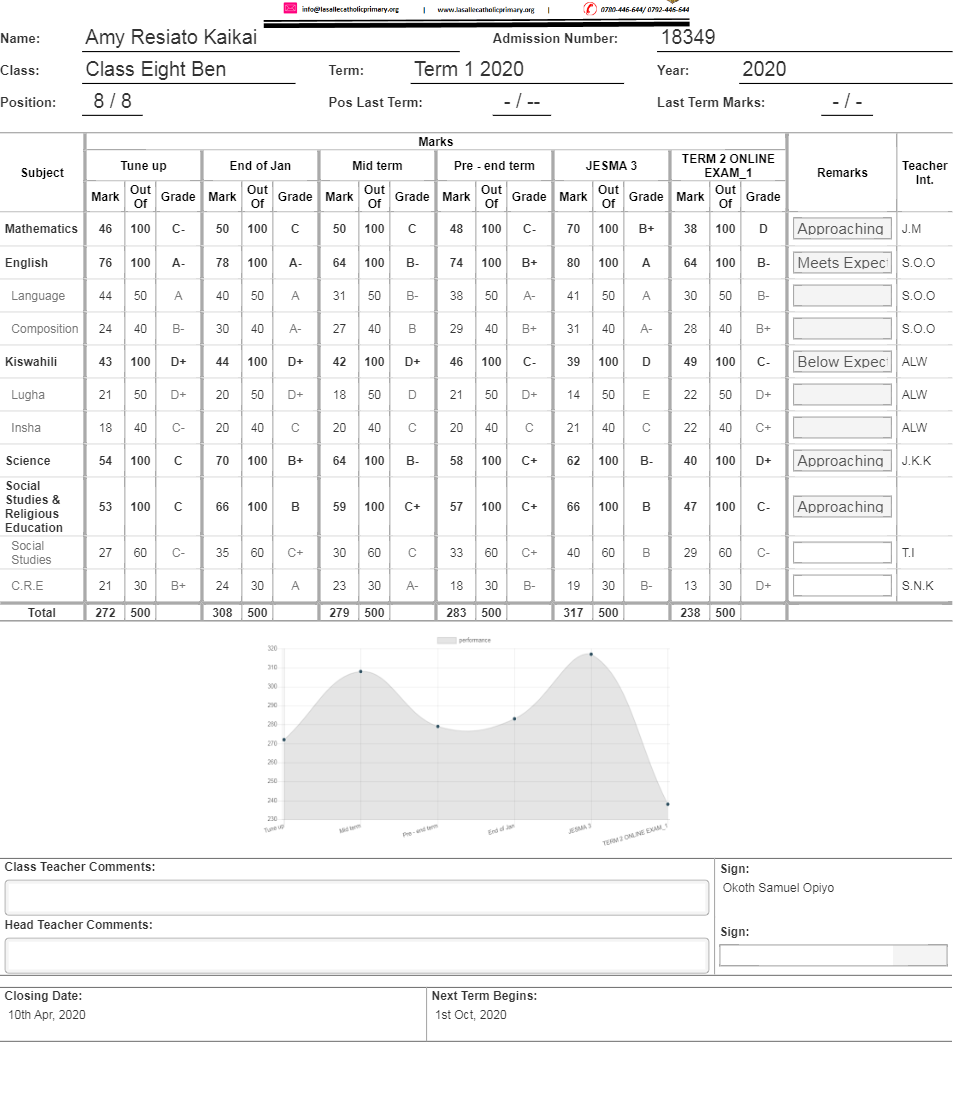 info@lasallecatholicprimary.org | www.lasallecatholicprimary.org | 0780-446-644/ 0792-446-644
Name: Amy Resiato Kaikai Admission Number: 18349
Class: Class Eight Ben Term: Term 1 2020 Year: 2020
Position: 8 / 8 Pos Last Term: - / -- Last Term Marks: - / -
Marks
Subject Tune up End of Jan Mid term Pre - end term JESMA 3 TERM 2 ONLINE EXAM_1 Remarks Teacher Int.
Mark Out Of Grade Mark Out Of Grade Mark Out Of Grade Mark Out Of Grade Mark Out Of Grade Mark Out Of Grade
Mathematics 46 100 C- 50 100 C 50 100 C 48 100 C- 70 100 B+ 38 100 D Approaching J.M
English 76 100 A- 78 100 A- 64 100 B- 74 100 B+ 80 100 A 64 100 B- Meets Expec S.O.O
Language 44 50 A 40 50 A 31 50 B- 38 50 A- 41 50 A 30 50 B- S.O.O
Composition 24 40 B- 30 40 A- 27 40 B 29 40 B+ 31 40 A- 28 40 B+ S.O.O
Kiswahili 43 100 D+ 44 100 D+ 42 100 D+ 46 100 C- 39 100 D 49 100 C- Below Expec ALW
Lugha 21 50 D+ 20 50 D+ 18 50 D 21 50 D+ 14 50 E 22 50 D+ ALW
Insha 18 40 C- 20 40 C 20 40 C 20 40 C 21 40 C 22 40 C+ ALW
Science 54 100 C 70 100 B+ 64 100 B- 58 100 C+ 62 100 B- 40 100 D+ Approaching J.K.K
Social Studies & Religious Education 53 100 C 66 100 B 59 100 C+ 57 100 C+ 66 100 B 47 100 C- Approaching
Social Studies 27 60 C- 35 60 C+ 30 60 C 33 60 C+ 40 60 B 29 60 C- T.I
C.R.E 21 30 B+ 24 30 A 23 30 A- 18 30 B- 19 30 B- 13 30 D+ S.N.K
Total 272 500 308 500 279 500 283 500 317 500 238 500
performance
320
310
300
290
280
270
260
250
240
230
Tune up Mid term Pre - end term End of Jan JESMA 3 TERM 2 ONLINE EXAM_1
Class Teacher Comments: Sign:
Okoth Samuel Opiyo
Head Teacher Comments: Sign:
Closing Date: Next Term Begins:
10th Apr, 2020 1st Oct, 2020